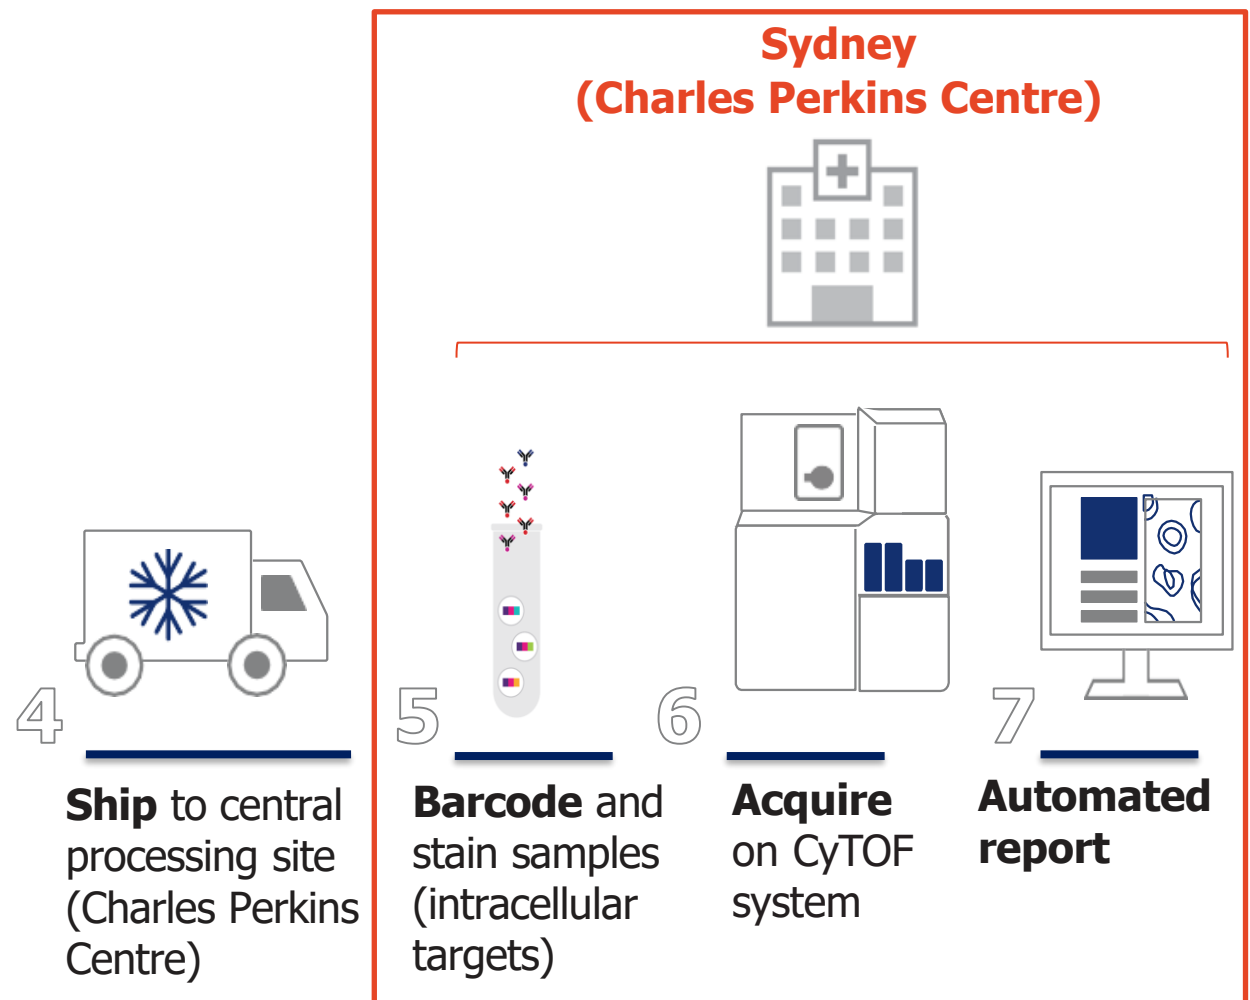 Sydney
(Charles Perkins Centre)
4
Ship to central
processing site
(Charles Perkins
Centre)
5
Barcode and
stain samples
(intracellular
targets)
6
Acquire
on CyTOF
system
7
Automated
report